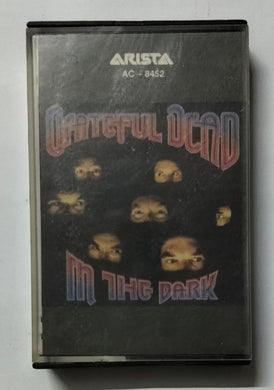 ARISTA
AC-8452
GRATEFUL DEAD
IN THE DARK